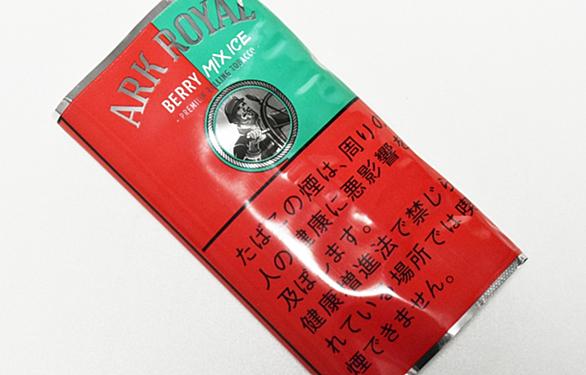 ARK ROYAL
BERRY MIX ICE
PREMIUM ROLLING TOBACCO
たばこの煙は、周りの
人の健康に悪影響を
及ぼします。
健康増進法で禁じら
れている場所では喫
煙できません。